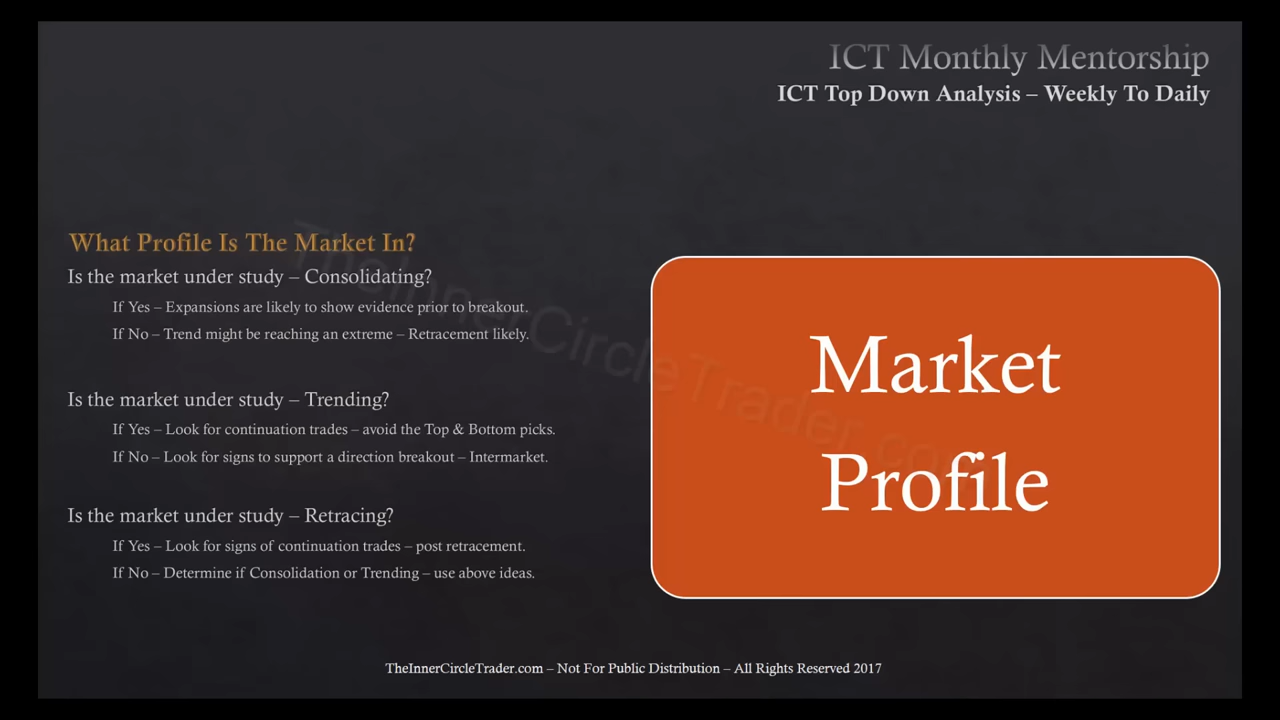 ICT Monthly Mentorship
ICT Top Down Analysis – Weekly To Daily
What Profile Is The Market In?
Is the market under study – Consolidating?
If Yes – Expansions are likely to show evidence prior to breakout.
If No – Trend might be reaching an extreme – Retracement likely.
Is the market under study – Trending?
If Yes – Look for continuation trades – avoid the Top & Bottom picks.
If No – Look for signs to support a direction breakout – Intermarket.
Is the market under study – Retracing?
If Yes – Look for signs of continuation trades – post retracement.
If No – Determine if Consolidation or Trending – use above ideas.
Market
Profile
TheInnerCircleTrader.com
TheInnerCircleTrader.com – Not For Public Distribution – All Rights Reserved 2017